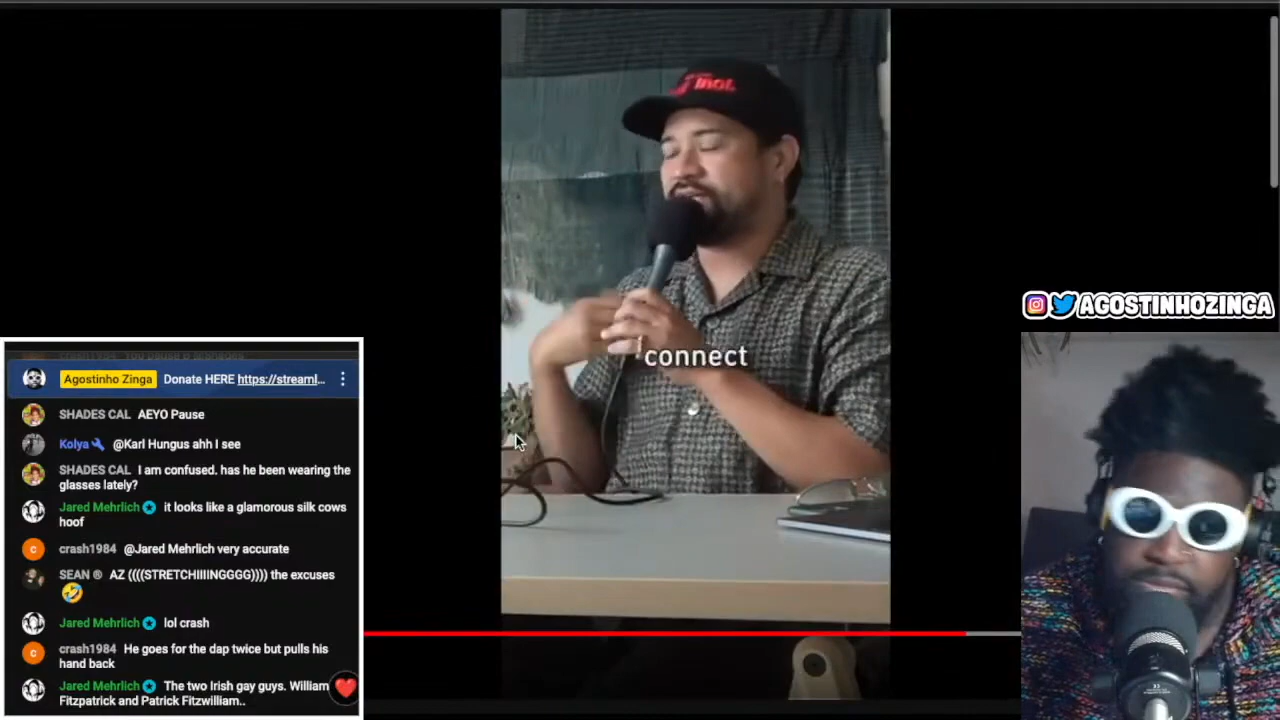 connect
AGOSTINHOZINGA
Agostinho Zinga Donate HERE https://streaml...
SHADES CAL AEYO Pause
Kolya @Karl Hungus ahh I see
SHADES CAL I am confused. has he been wearing the
glasses lately?
Jared Mehrlich it looks like a glamorous silk cows
hoof
crash1984 @Jared Mehrlich very accurate
SEAN ® AZ ((((STRETCHIIIINGGGG)))) the excuses
🤣
Jared Mehrlich lol crash
crash1984 He goes for the dap twice but pulls his
hand back
Jared Mehrlich The two Irish gay guys. William
Fitzpatrick and Patrick Fitzwilliam..